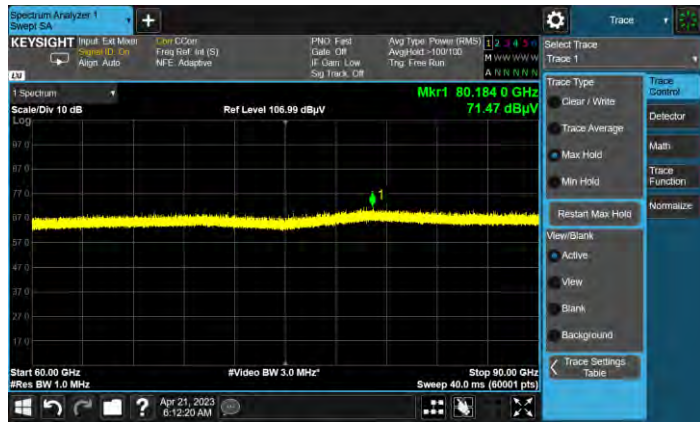 Spectrum Analyzer 1
Swept SA
+
Trace
KEYSIGHT
Input: Ext Mixer
Signal ID: On
Align: Auto
Corr CCorr
Freq Ref: Int (S)
NFE: Adaptive
PNO: Fast
Gate: Off
IF Gain: Low
Sig Track: Off
Avg Type: Power (RMS)
Avg|Hold: >100/100
Trig: Free Run
1 2 3 4 5 6
M W W W W W
A N N N N N
LXI
1 Spectrum
Scale/Div 10 dB
Log
Ref Level 106.99 dBµV
Mkr1 80.184 0 GHz
71.47 dBµV
97.0
87.0
77.0
67.0
57.0
47.0
37.0
27.0
17.0
1
Start 60.00 GHz
#Res BW 1.0 MHz
#Video BW 3.0 MHz*
Stop 90.00 GHz
Sweep 40.0 ms (60001 pts)
Select Trace
Trace 1
Trace Type
Clear / Write
Trace Average
Max Hold
Min Hold
Restart Max Hold
View/Blank
Active
View
Blank
Background
Trace Settings
Table
Trace
Control
Detector
Math
Trace
Function
Normalize
?
Apr 21, 2023
6:12:20 AM